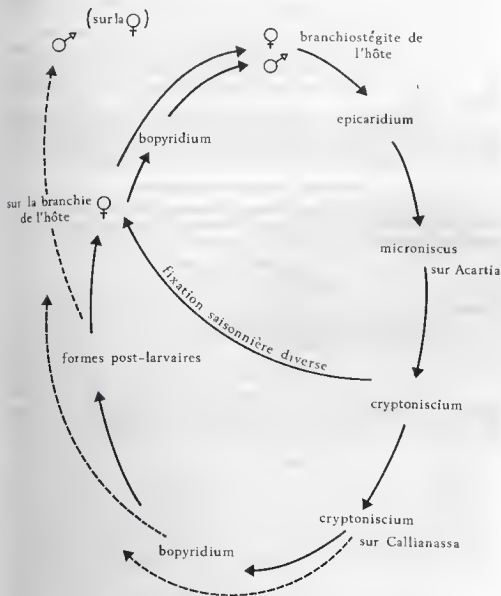 (sur la ♀)
♂
♀ branchiostégite de
♂ l'hôte
bopyridium
epicaridium
sur la branchie ♀
de l'hôte
microniscus
sur Acartia
fixation saisonnière diverse
formes post-larvaires
cryptoniscium
cryptoniscium
sur Callianassa
bopyridium